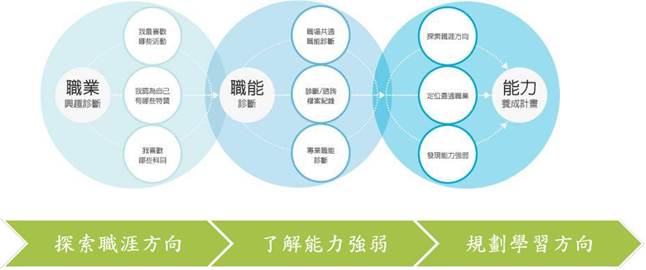 職業
興趣診斷
我最喜歡
哪些活動
我認為自己
有哪些特質
我喜歡
哪些科目
職能
診斷
職場共通
職能診斷
診斷/諮詢
檔案紀錄
專業職能
診斷
探索職涯方向
定位最適職業
發現能力強弱
能力
養成計畫
探索職涯方向
了解能力強弱
規劃學習方向